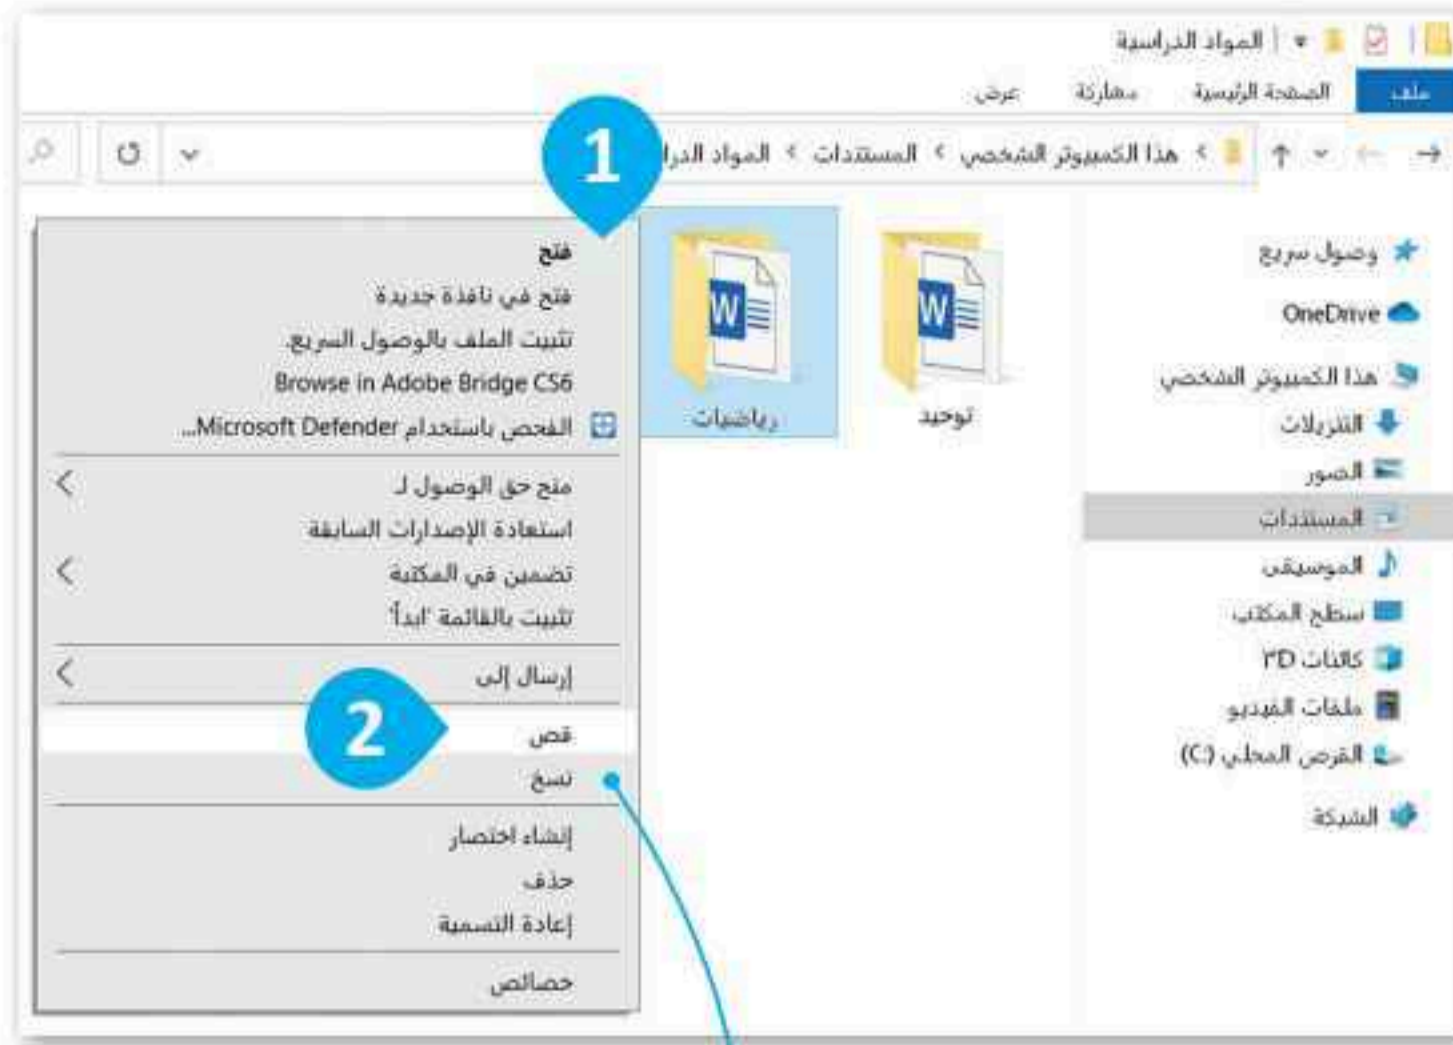 المواد الدراسية
ملف الصفحة الرئيسية مشاركة عرض
هذا الكمبيوتر الشخصي > المستندات > المواد الدرا
1
وصول سريع
OneDrive
هذا الكمبيوتر الشخصي
التنزيلات
الصور
المستندات
الموسيقى
سطح المكتب
كائنات ٣D
ملفات الفيديو
القرص المحلي (C:)
الشبكة
توحيد
رياضيات
فتح
فتح في نافذة جديدة
تثبيت الملف بالوصول السريع.
Browse in Adobe Bridge CS6
الفحص باستخدام Microsoft Defender...
منح حق الوصول لـ
استعادة الإصدارات السابقة
تضمين في المكتبة
تثبيت بالقائمة "ابدأ"
إرسال إلى
2
قص
نسخ
إنشاء اختصار
حذف
إعادة التسمية
خصائص